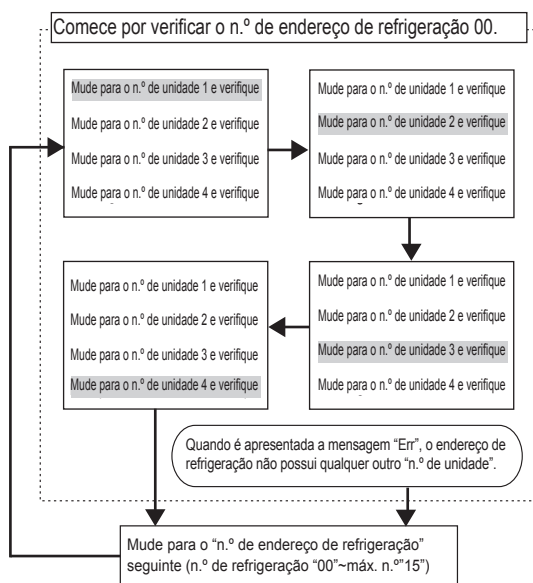 Comece por verificar o n.º de endereço de refrigeração 00.
Mude para o n.º de unidade 1 e verifique
Mude para o n.º de unidade 2 e verifique
Mude para o n.º de unidade 3 e verifique
Mude para o n.º de unidade 4 e verifique
Mude para o n.º de unidade 1 e verifique
Mude para o n.º de unidade 2 e verifique
Mude para o n.º de unidade 3 e verifique
Mude para o n.º de unidade 4 e verifique
Mude para o n.º de unidade 1 e verifique
Mude para o n.º de unidade 2 e verifique
Mude para o n.º de unidade 3 e verifique
Mude para o n.º de unidade 4 e verifique
Mude para o n.º de unidade 1 e verifique
Mude para o n.º de unidade 2 e verifique
Mude para o n.º de unidade 3 e verifique
Mude para o n.º de unidade 4 e verifique
Quando é apresentada a mensagem “Err”, o endereço de
refrigeração não possui qualquer outro “n.º de unidade”.
Mude para o “n.º de endereço de refrigeração”
seguinte (n.º de refrigeração “00”~máx. n.º”15”)